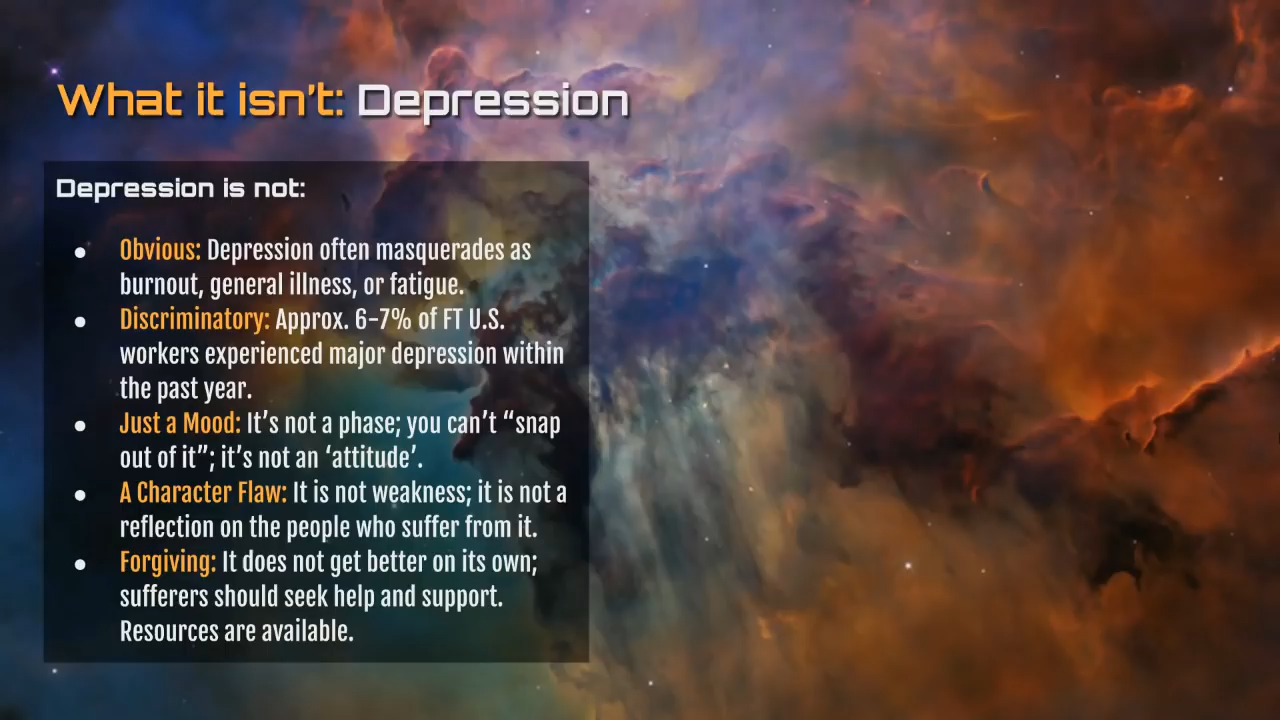 What it isn't: Depression
Depression is not:
● Obvious: Depression often masquerades as
burnout, general illness, or fatigue.
● Discriminatory: Approx. 6-7% of FT U.S.
workers experienced major depression within
the past year.
● Just a Mood: It’s not a phase; you can’t “snap
out of it”; it’s not an ‘attitude’.
● A Character Flaw: It is not weakness; it is not a
reflection on the people who suffer from it.
● Forgiving: It does not get better on its own;
sufferers should seek help and support.
Resources are available.